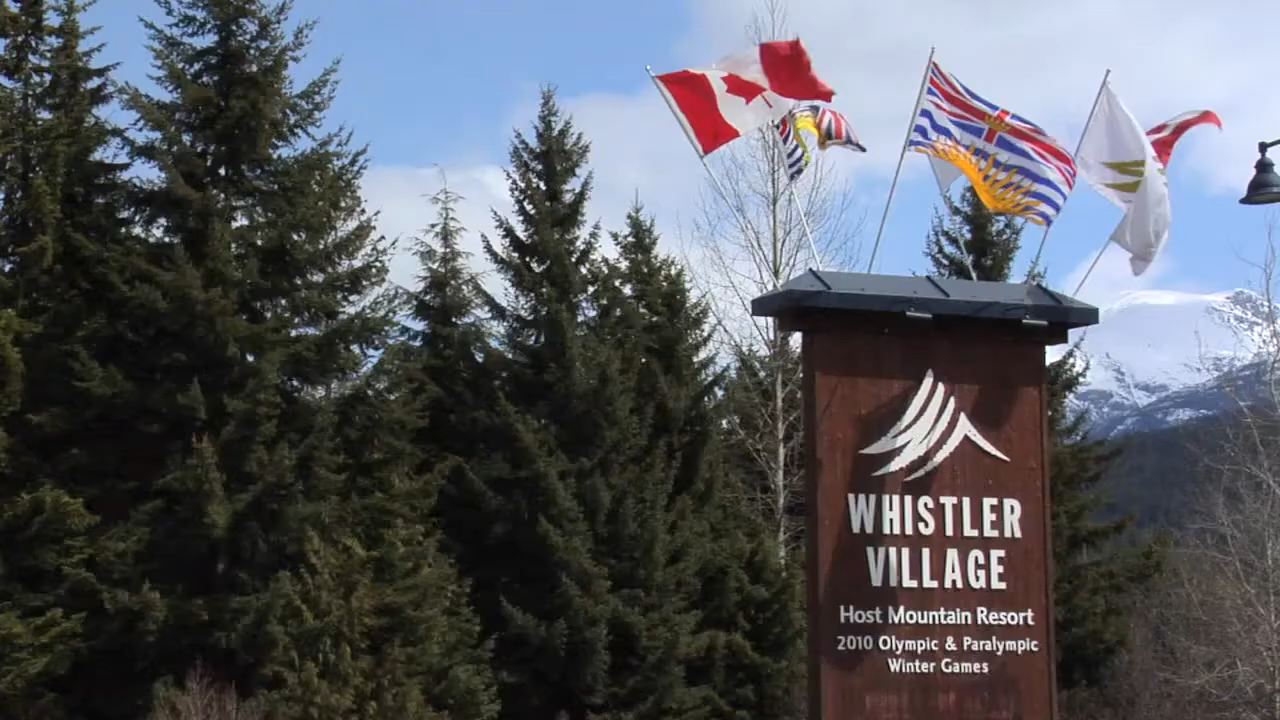 WHISTLER
VILLAGE
Host Mountain Resort
2010 Olympic & Paralympic
Winter Games